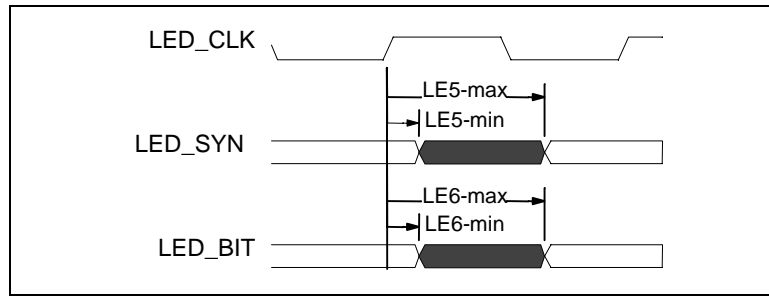 LED_CLK
LE5-max
LE5-min
LED_SYN
LE6-max
LE6-min
LED_BIT